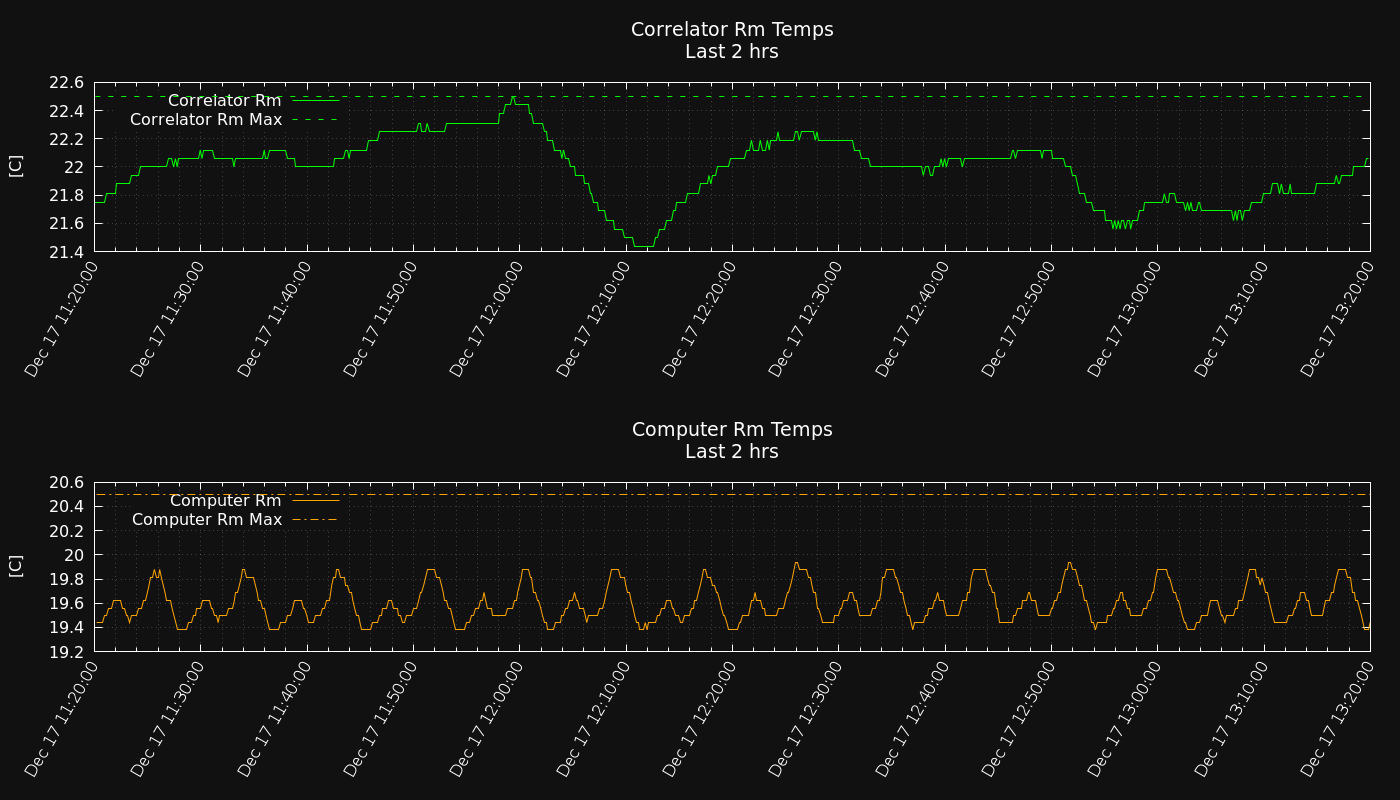 Correlator Rm Temps
Last 2 hrs
22.6
22.4
22.2
22
21.8
21.6
21.4
[C]
Correlator Rm
Correlator Rm Max
Dec 17 11:20:00
Dec 17 11:30:00
Dec 17 11:40:00
Dec 17 11:50:00
Dec 17 12:00:00
Dec 17 12:10:00
Dec 17 12:20:00
Dec 17 12:30:00
Dec 17 12:40:00
Dec 17 12:50:00
Dec 17 13:00:00
Dec 17 13:10:00
Dec 17 13:20:00
Computer Rm Temps
Last 2 hrs
20.6
20.4
20.2
20
19.8
19.6
19.4
19.2
[C]
Computer Rm
Computer Rm Max
Dec 17 11:20:00
Dec 17 11:30:00
Dec 17 11:40:00
Dec 17 11:50:00
Dec 17 12:00:00
Dec 17 12:10:00
Dec 17 12:20:00
Dec 17 12:30:00
Dec 17 12:40:00
Dec 17 12:50:00
Dec 17 13:00:00
Dec 17 13:10:00
Dec 17 13:20:00